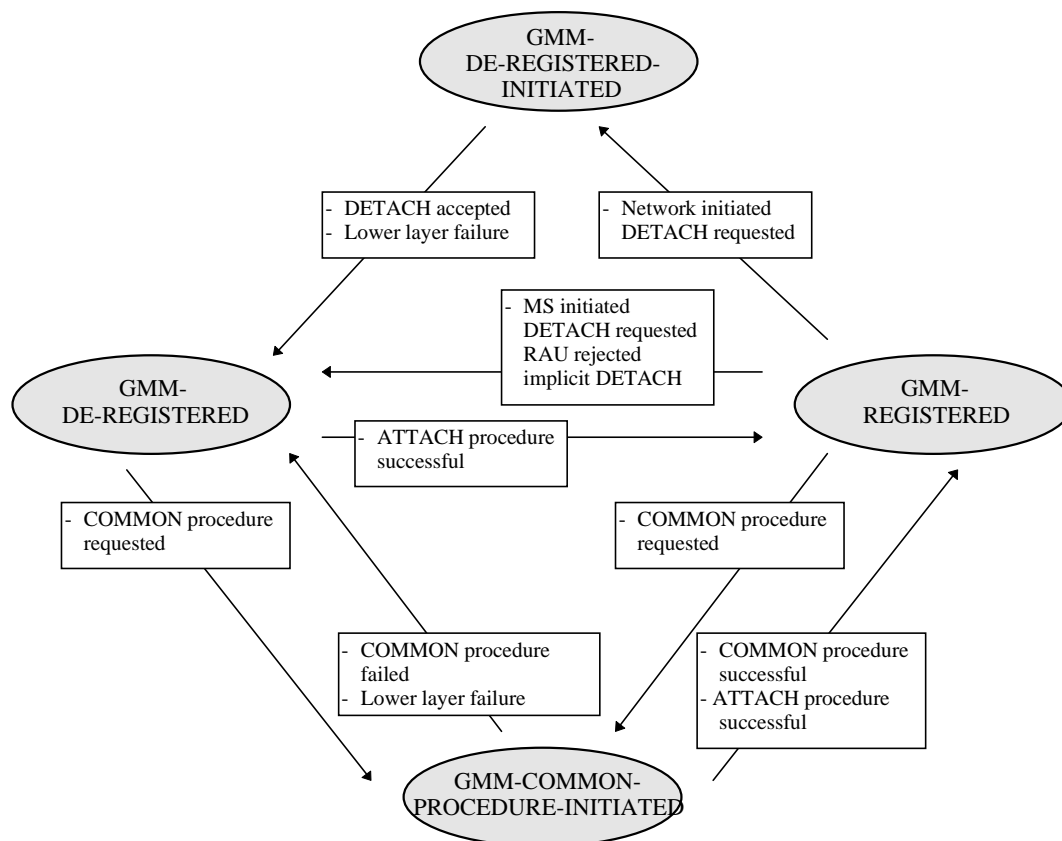 GMM-
DE-REGISTERED-
INITIATED
- DETACH accepted
- Lower layer failure
- Network initiated
DETACH requested
- MS initiated
DETACH requested
RAU rejected
implicit DETACH
GMM-
DE-REGISTERED
GMM-
REGISTERED
- ATTACH procedure
successful
- COMMON procedure
requested
- COMMON procedure
requested
- COMMON procedure
failed
- Lower layer failure
- COMMON procedure
successful
- ATTACH procedure
successful
GMM-COMMON-
PROCEDURE-INITIATED